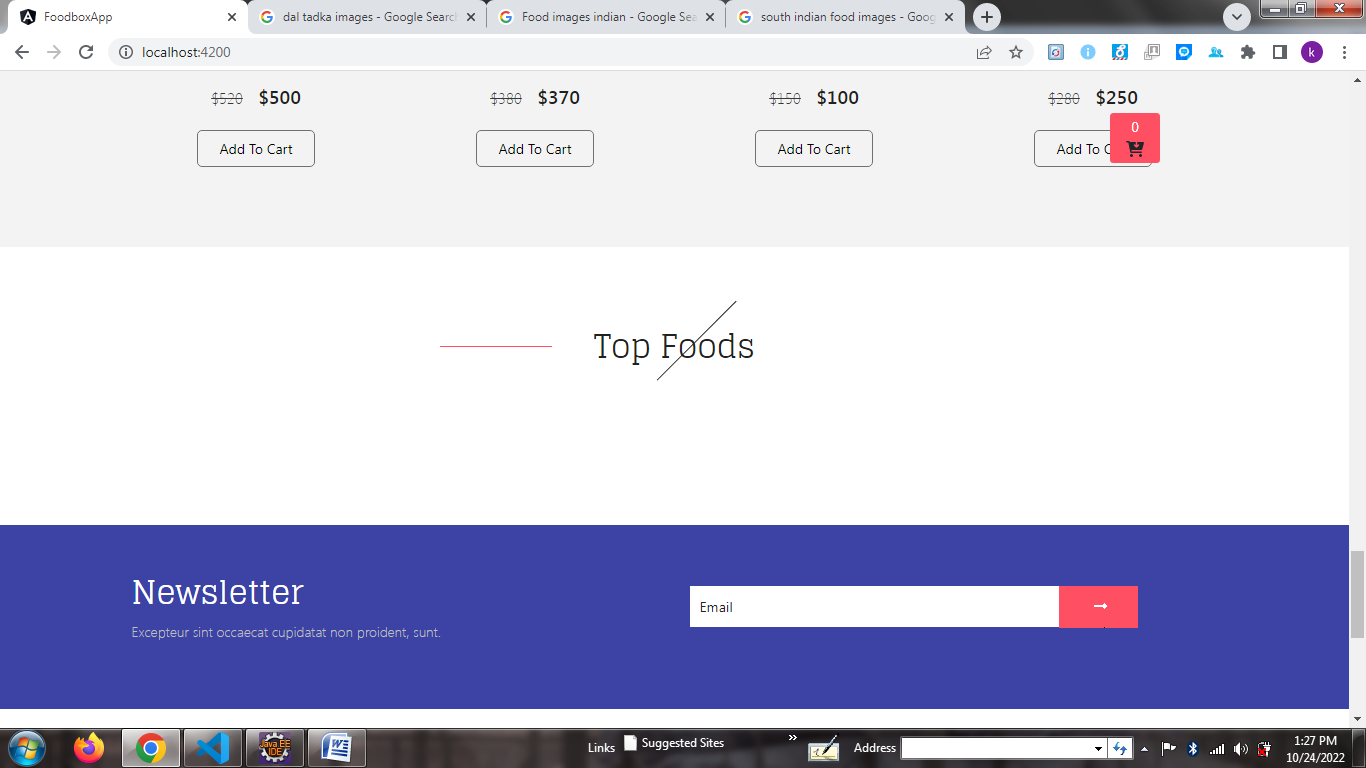 FoodboxApp
dal tadka images - Google Search
Food images indian - Google Sea
south indian food images - Goog
localhost:4200
k
$520 $500
$380 $370
$150 $100
$280 $250
Add To Cart
Add To Cart
Add To Cart
Add To C
0
Top Foods
Newsletter
Excepteur sint occaecat cupidatat non proident, sunt.
Email
Java EE
IDE
Links
Suggested Sites
Address
1:27 PM
10/24/2022